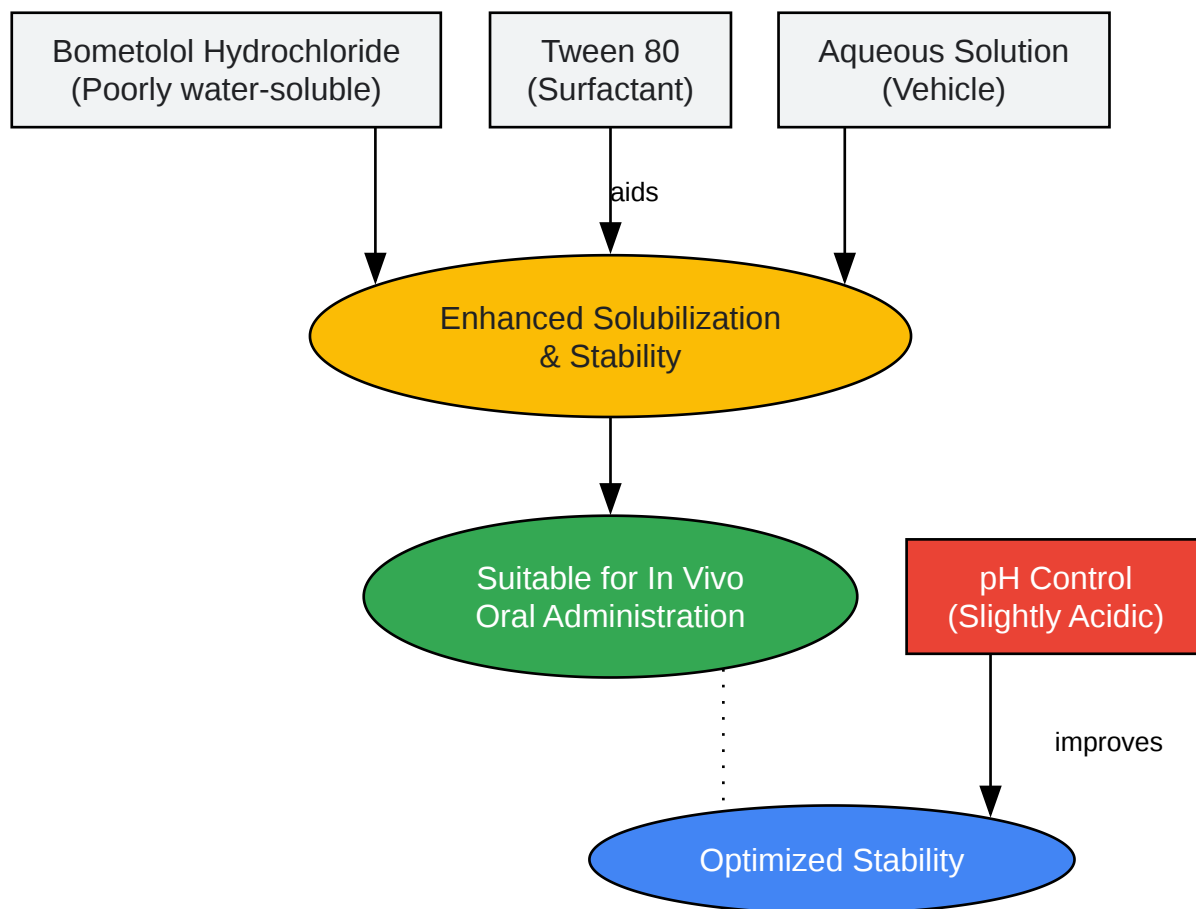 Bometolol Hydrochloride
(Poorly water-soluble)
Tween 80
(Surfactant)
Aqueous Solution
(Vehicle)
aids
Enhanced Solubilization
& Stability
Suitable for In Vivo
Oral Administration
pH Control
(Slightly Acidic)
improves
Optimized Stability